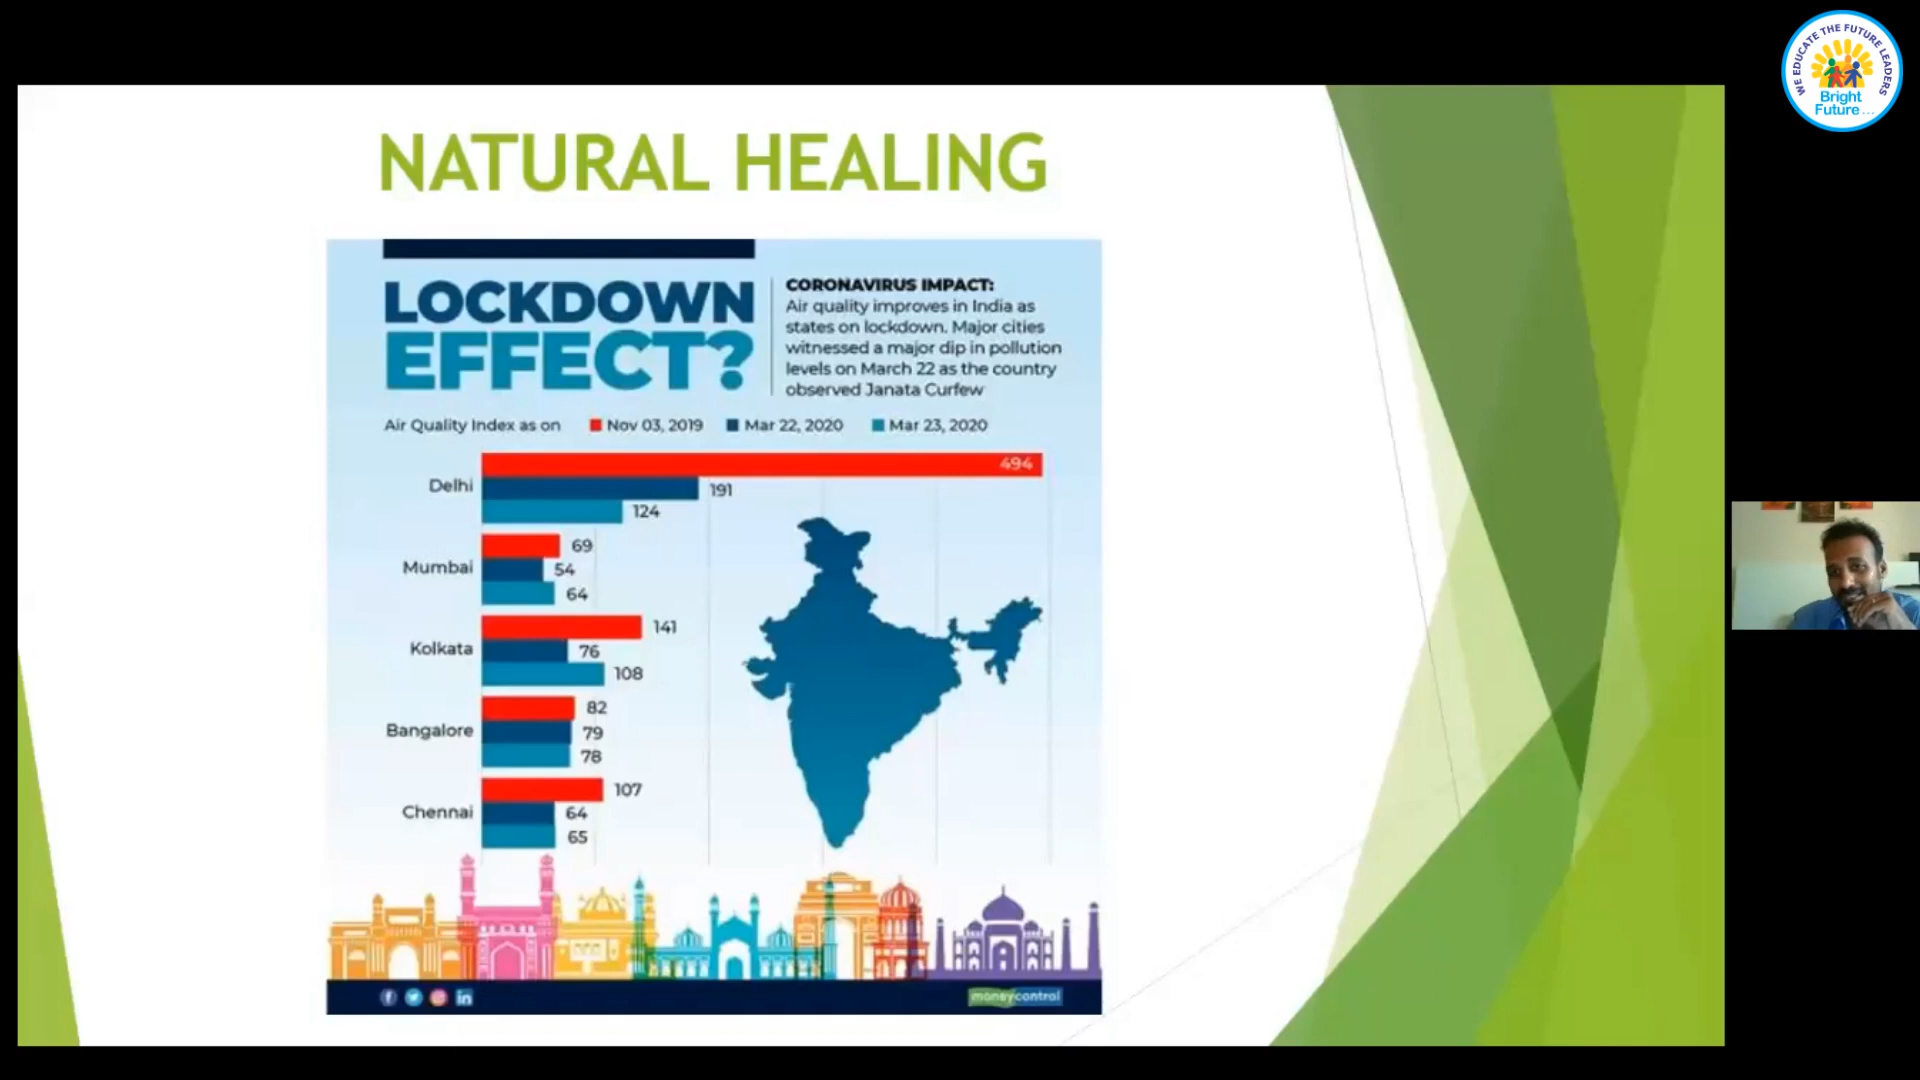 WE EDUCATE THE FUTURE LEADERS
Bright
Future...
NATURAL HEALING
LOCKDOWN
EFFECT?
CORONAVIRUS IMPACT:
Air quality improves in India as
states on lockdown. Major cities
witnessed a major dip in pollution
levels on March 22 as the country
observed Janata Curfew
Air Quality Index as on Nov 03, 2019 Mar 22, 2020 Mar 23, 2020
Delhi
494
191
124
Mumbai
69
54
64
Kolkata
141
76
108
Bangalore
82
79
78
Chennai
107
64
65
moneycontrol